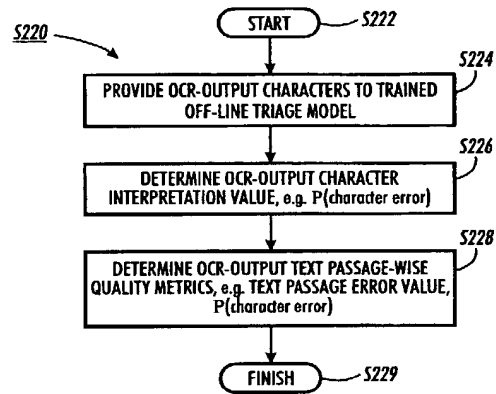 S220
START
S222
S224
PROVIDE OCR-OUTPUT CHARACTERS TO TRAINED
OFF-LINE TRIAGE MODEL
S226
DETERMINE OCR-OUTPUT CHARACTER
INTERPRETATION VALUE, e.g. P(character error)
S228
DETERMINE OCR-OUTPUT TEXT PASSAGE-WISE
QUALITY METRICS, e.g. TEXT PASSAGE ERROR VALUE,
P(character error)
FINISH
S229